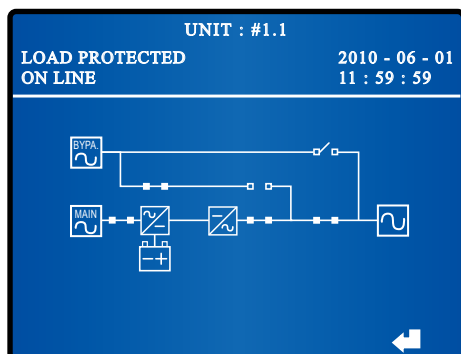 UNIT : #1.1
LOAD PROTECTED 2010 - 06 - 01
ON LINE 11 : 59 : 59
BYPA.
MAIN